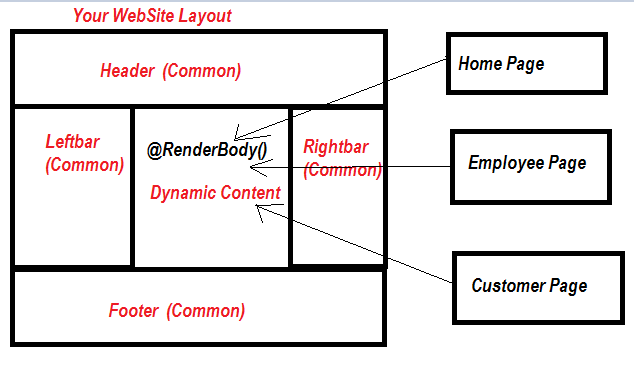 Your WebSite Layout
Header (Common)
Home Page
Leftbar
(Common)
@RenderBody()
Dynamic Content
Rightbar
(Common)
Employee Page
Customer Page
Footer (Common)